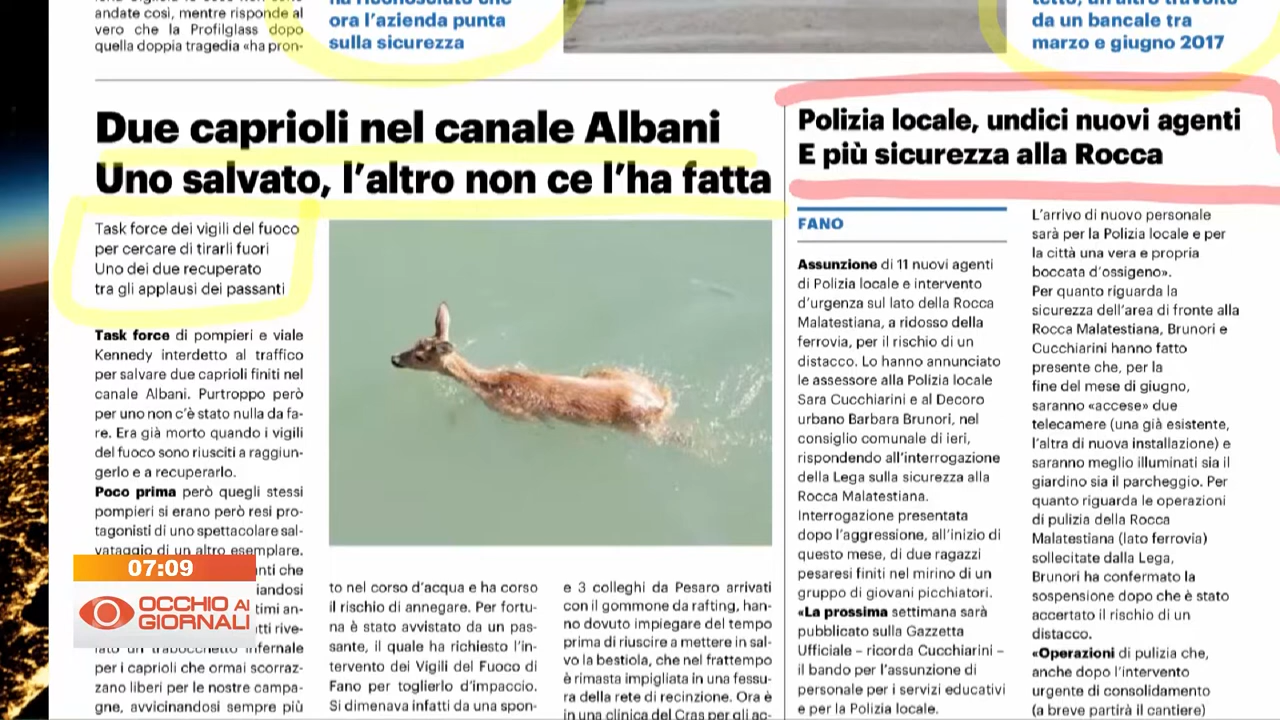 andate così, mentre risponde al
vero che la Profilglass dopo
quella doppia tragedia «ha pron-
ora l'azienda punta
sulla sicurezza
da un bancale tra
marzo e giugno 2017
Due caprioli nel canale Albani
Uno salvato, l'altro non ce l'ha fatta
Task force dei vigili del fuoco
per cercare di tirarli fuori
Uno dei due recuperato
tra gli applausi dei passanti
Task force di pompieri e viale
Kennedy interdetto al traffico
per salvare due caprioli finiti nel
canale Albani. Purtroppo però
per uno non c'è stato nulla da fa-
re. Era già morto quando i vigili
del fuoco sono riusciti a raggiun-
gerlo e a recuperarlo.
Poco prima però quegli stessi
pompieri si erano però resi pro-
tagonisti di uno spettacolare sal-
vataggio di un altro esemplare.
per i caprioli che ormai scorraz-
zano liberi per le nostre campa-
gne, avvicinandosi sempre più
to nel corso d'acqua e ha corso
il rischio di annegare. Per fortu-
na è stato avvistato da un pas-
sante, il quale ha richiesto l'in-
tervento dei Vigili del Fuoco di
Fano per toglierlo d'impaccio.
Si dimenava infatti da una spon-
e 3 colleghi da Pesaro arrivati
con il gommone da rafting, han-
no dovuto impiegare del tempo
prima di riuscire a mettere in sal-
vo la bestiola, che nel frattempo
è rimasta impigliata in una fessu-
ra della rete di recinzione. Ora è
in una clinica del Cras per gli ac-
Polizia locale, undici nuovi agenti
E più sicurezza alla Rocca
FANO
Assunzione di 11 nuovi agenti
di Polizia locale e intervento
d'urgenza sul lato della Rocca
Malatestiana, a ridosso della
ferrovia, per il rischio di un
distacco. Lo hanno annunciato
le assessore alla Polizia locale
Sara Cucchiarini e al Decoro
urbano Barbara Brunori, nel
consiglio comunale di ieri,
rispondendo all'interrogazione
della Lega sulla sicurezza alla
Rocca Malatestiana.
Interrogazione presentata
dopo l'aggressione, all'inizio di
questo mese, di due ragazzi
pesaresi finiti nel mirino di un
gruppo di giovani picchiatori.
«La prossima settimana sarà
pubblicato sulla Gazzetta
Ufficiale – ricorda Cucchiarini –
il bando per l'assunzione di
personale per i servizi educativi
e per la Polizia locale.
L'arrivo di nuovo personale
sarà per la Polizia locale e per
la città una vera e propria
boccata d'ossigeno».
Per quanto riguarda la
sicurezza dell'area di fronte alla
Rocca Malatestiana, Brunori e
Cucchiarini hanno fatto
presente che, per la
fine del mese di giugno,
saranno «accese» due
telecamere (una già esistente,
l'altra di nuova installazione) e
saranno meglio illuminati sia il
giardino sia il parcheggio. Per
quanto riguarda le operazioni
di pulizia della Rocca
Malatestiana (lato ferrovia)
sollecitate dalla Lega,
Brunori ha confermato la
sospensione dopo che è stato
accertato il rischio di un
distacco.
«Operazioni di pulizia che,
anche dopo l'intervento
urgente di consolidamento
(a breve partirà il cantiere)
07:09
OCCHIO AI
GIORNALI